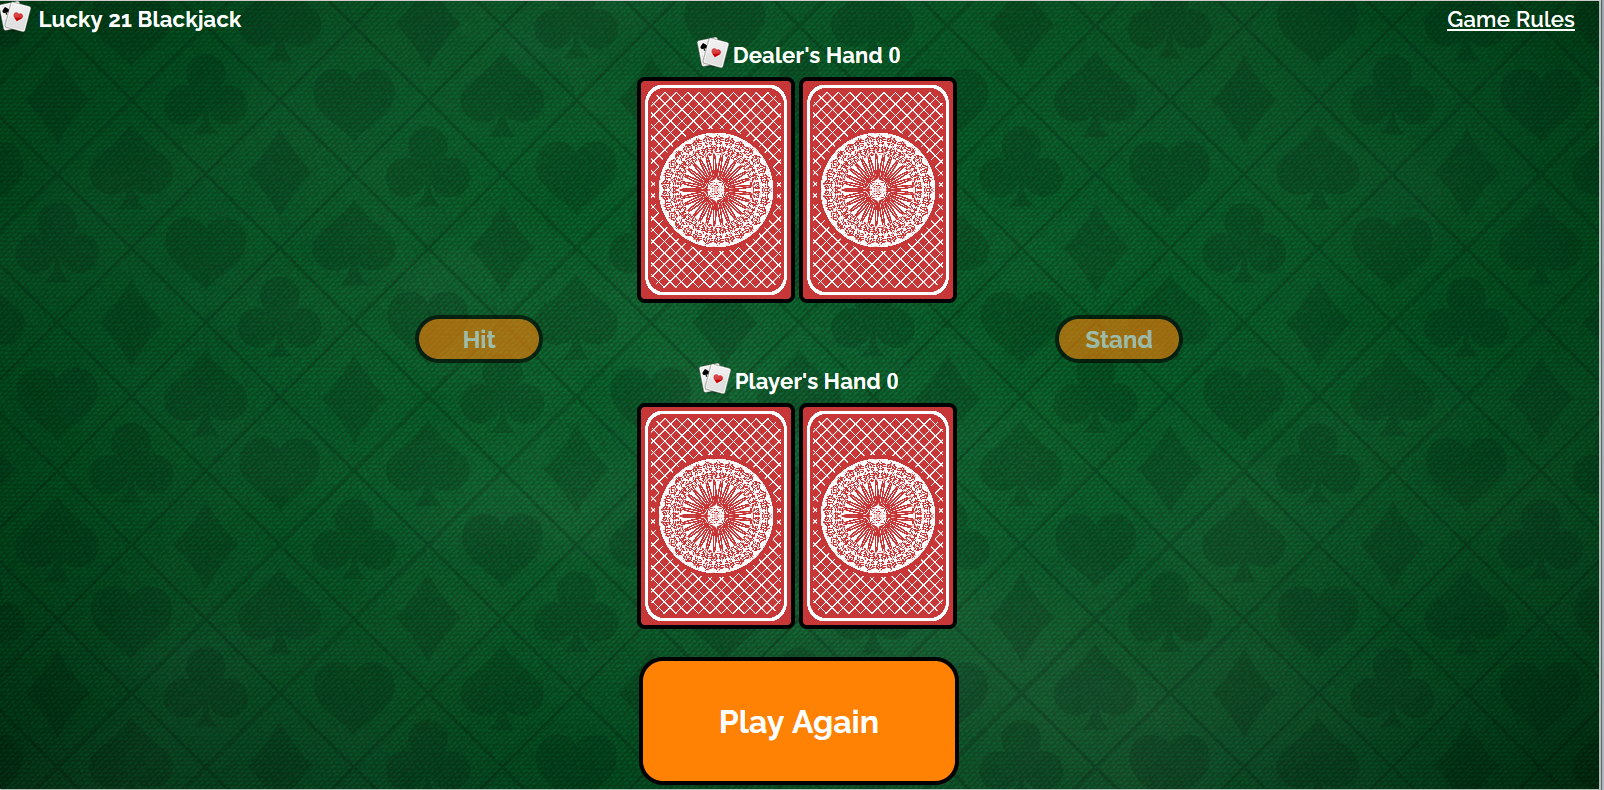 Lucky 21 Blackjack
Game Rules
Dealer's Hand 0
Hit
Stand
Player's Hand 0
Play Again